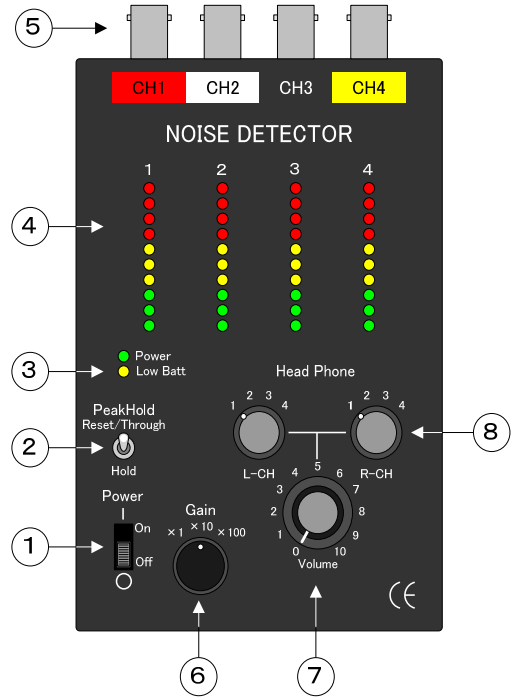 ⑤
CH1 CH2 CH3 CH4
NOISE DETECTOR
1 2 3 4
④
③
Power
Low Batt
Head Phone
PeakHold
Reset/Through
②
Hold
1 2 3 4
L-CH
1 2 3 4
R-CH
⑧
Power
On
Off
①
Gain
×1 ×10 ×100
0 1 2 3 4 5 6 7 8 9 10
Volume
CE
⑥
⑦